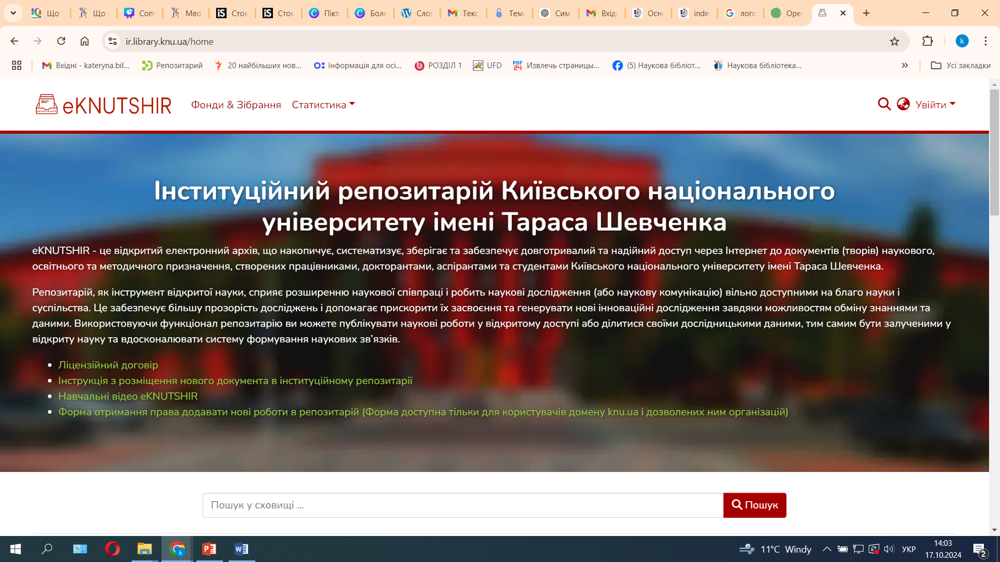 Що
Що
Com
Med
Сток
Сток
Болє
Слов
Текс
Тема
Сим
Вхід
Осно
inde
лого
Ope
ir.library.knu.ua/home
k
Вхідні - kateryna.bil...
Репозитарий
20 найбільших нов...
Інформація для осі...
РОЗДІЛ 1
UFD
PDF 24
Извлечь страницы...
(5) Наукова бібліот...
Наукова бібліотека...
Усі закладки
eKNUTSHIR
Фонди & Зібрання
Статистика
Увійти
Інституційний репозитарій Київського національного
університету імені Тараса Шевченка
eKNUTSHIR - це відкритий електронний архів, що накопичує, систематизує, зберігає та забезпечує довготривалий та надійний доступ через Інтернет до документів (творів) наукового,
освітнього та методичного призначення, створених працівниками, докторантами, аспірантами та студентами Київського національного університету імені Тараса Шевченка.
Репозитарій, як інструмент відкритої науки, сприяє розширенню наукової співпраці і робить наукові дослідження (або наукову комунікацію) вільно доступними на благо науки і
суспільства. Це забезпечує більшу прозорість досліджень і допомагає прискорити їх засвоєння та генерувати нові інноваційні дослідження завдяки можливостям обміну знаннями та
даними. Використовуючи функціонал репозитарію ви можете публікувати наукові роботи у відкритому доступі або ділитися своїми дослідницькими даними, тим самим бути залученими у
відкриту науку та вдосконалювати систему формування наукових зв’язків.
Ліцензійний договір
Інструкція з розміщення нового документа в інституційному репозитарії
Навчальні відео eKNUTSHIR
Форма отримання права додавати нові роботи в репозитарій (Форма доступна тільки для користувачів домену knu.ua і дозволених ним організацій)
Пошук у сховищі ...
Пошук
11°C Windy
УКР
14:03
17.10.2024
2